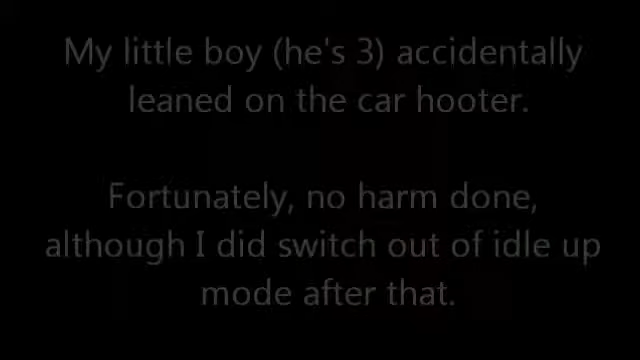 My little boy (he's 3) accidentally
leaned on the car hooter.
Fortunately, no harm done,
although I did switch out of idle up
mode after that.